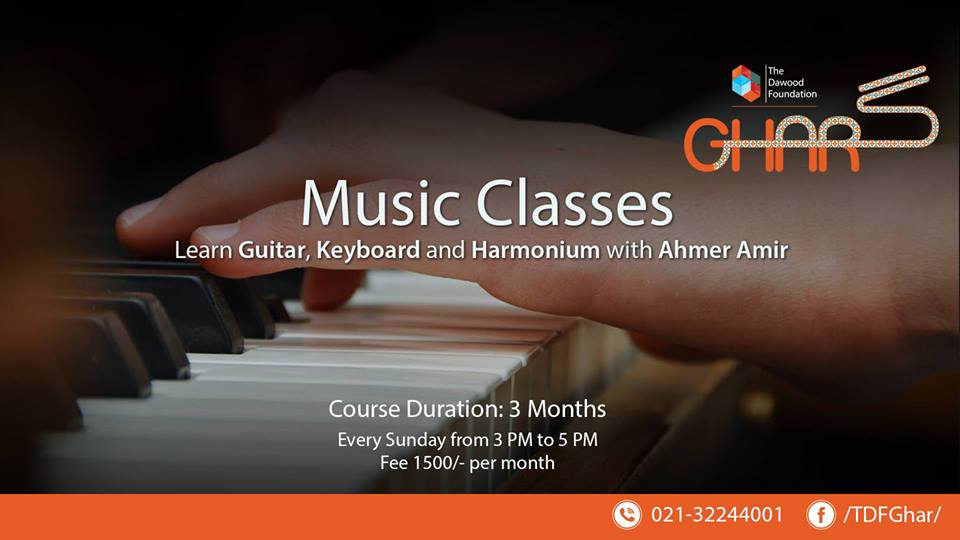 The
Dawood
Foundation
GHAR گھر
Music Classes
Learn Guitar, Keyboard and Harmonium with Ahmer Amir
Course Duration: 3 Months
Every Sunday from 3 PM to 5 PM
Fee 1500/- per month
021-32244001 /TDFGhar/